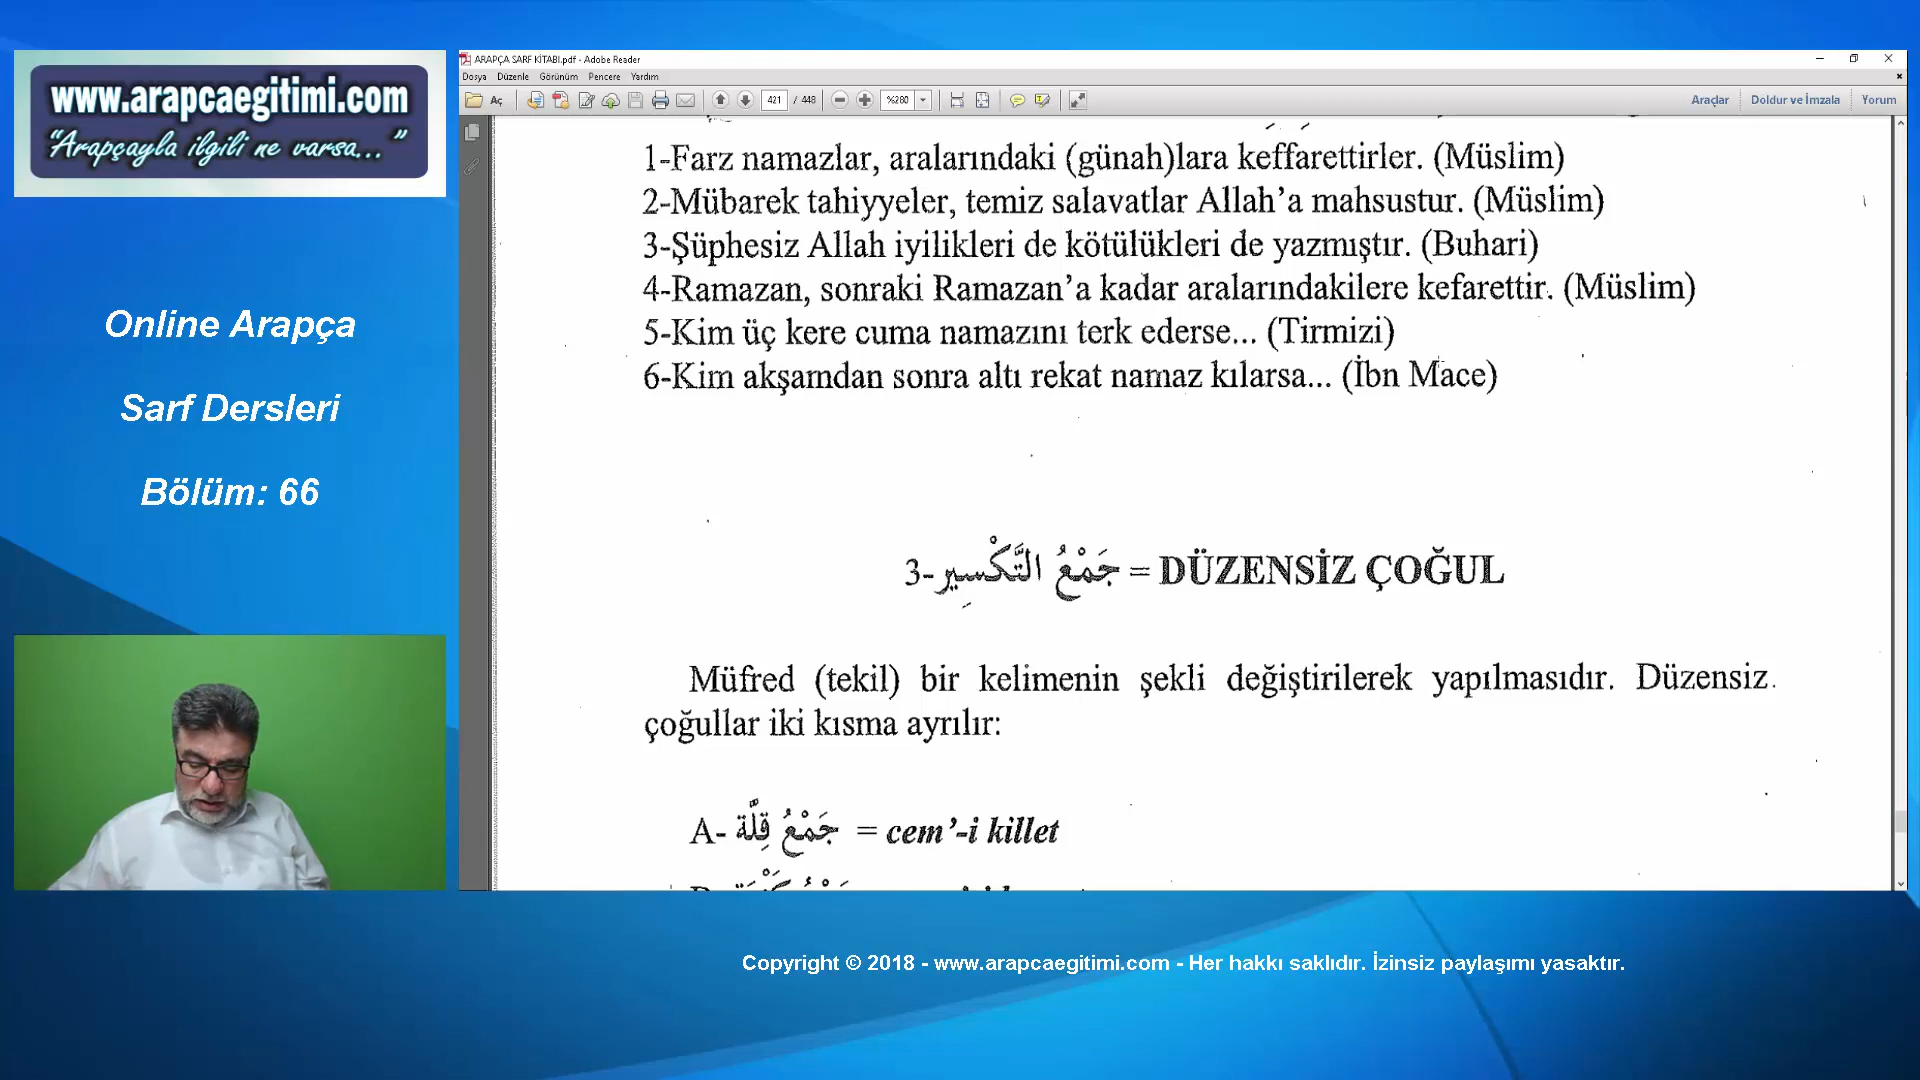 www.arapcaegitimi.com
“Arapçayla ilgili ne varsa...”
Online Arapça
Sarf Dersleri
Bölüm: 66
ARAPÇA SARF KİTABI.pdf - Adobe Reader
Dosya Düzenle Görünüm Pencere Yardım
Aç 421 / 448 %280 Araçlar Doldur ve İmzala Yorum
1-Farz namazlar, aralarındaki (günah)lara keffarettirler. (Müslim)
2-Mübarek tahiyyeler, temiz salavatlar Allah’a mahsustur. (Müslim)
3-Şüphesiz Allah iyilikleri de kötülükleri de yazmıştır. (Buhari)
4-Ramazan, sonraki Ramazan’a kadar aralarındakilere kefarettir. (Müslim)
5-Kim üç kere cuma namazını terk ederse... (Tirmizi)
6-Kim akşamdan sonra altı rekat namaz kılarsa... (İbn Mace)
3-جَمْعُ التَّكْسِيرِ = DÜZENSİZ ÇOĞUL
Müfred (tekil) bir kelimenin şekli değiştirilerek yapılmasıdır. Düzensiz
çoğullar iki kısma ayrılır:
A- جَمْعُ قِلَّة = cem’-i killet
Copyright © 2018 - www.arapcaegitimi.com - Her hakkı saklıdır. İzinsiz paylaşımı yasaktır.